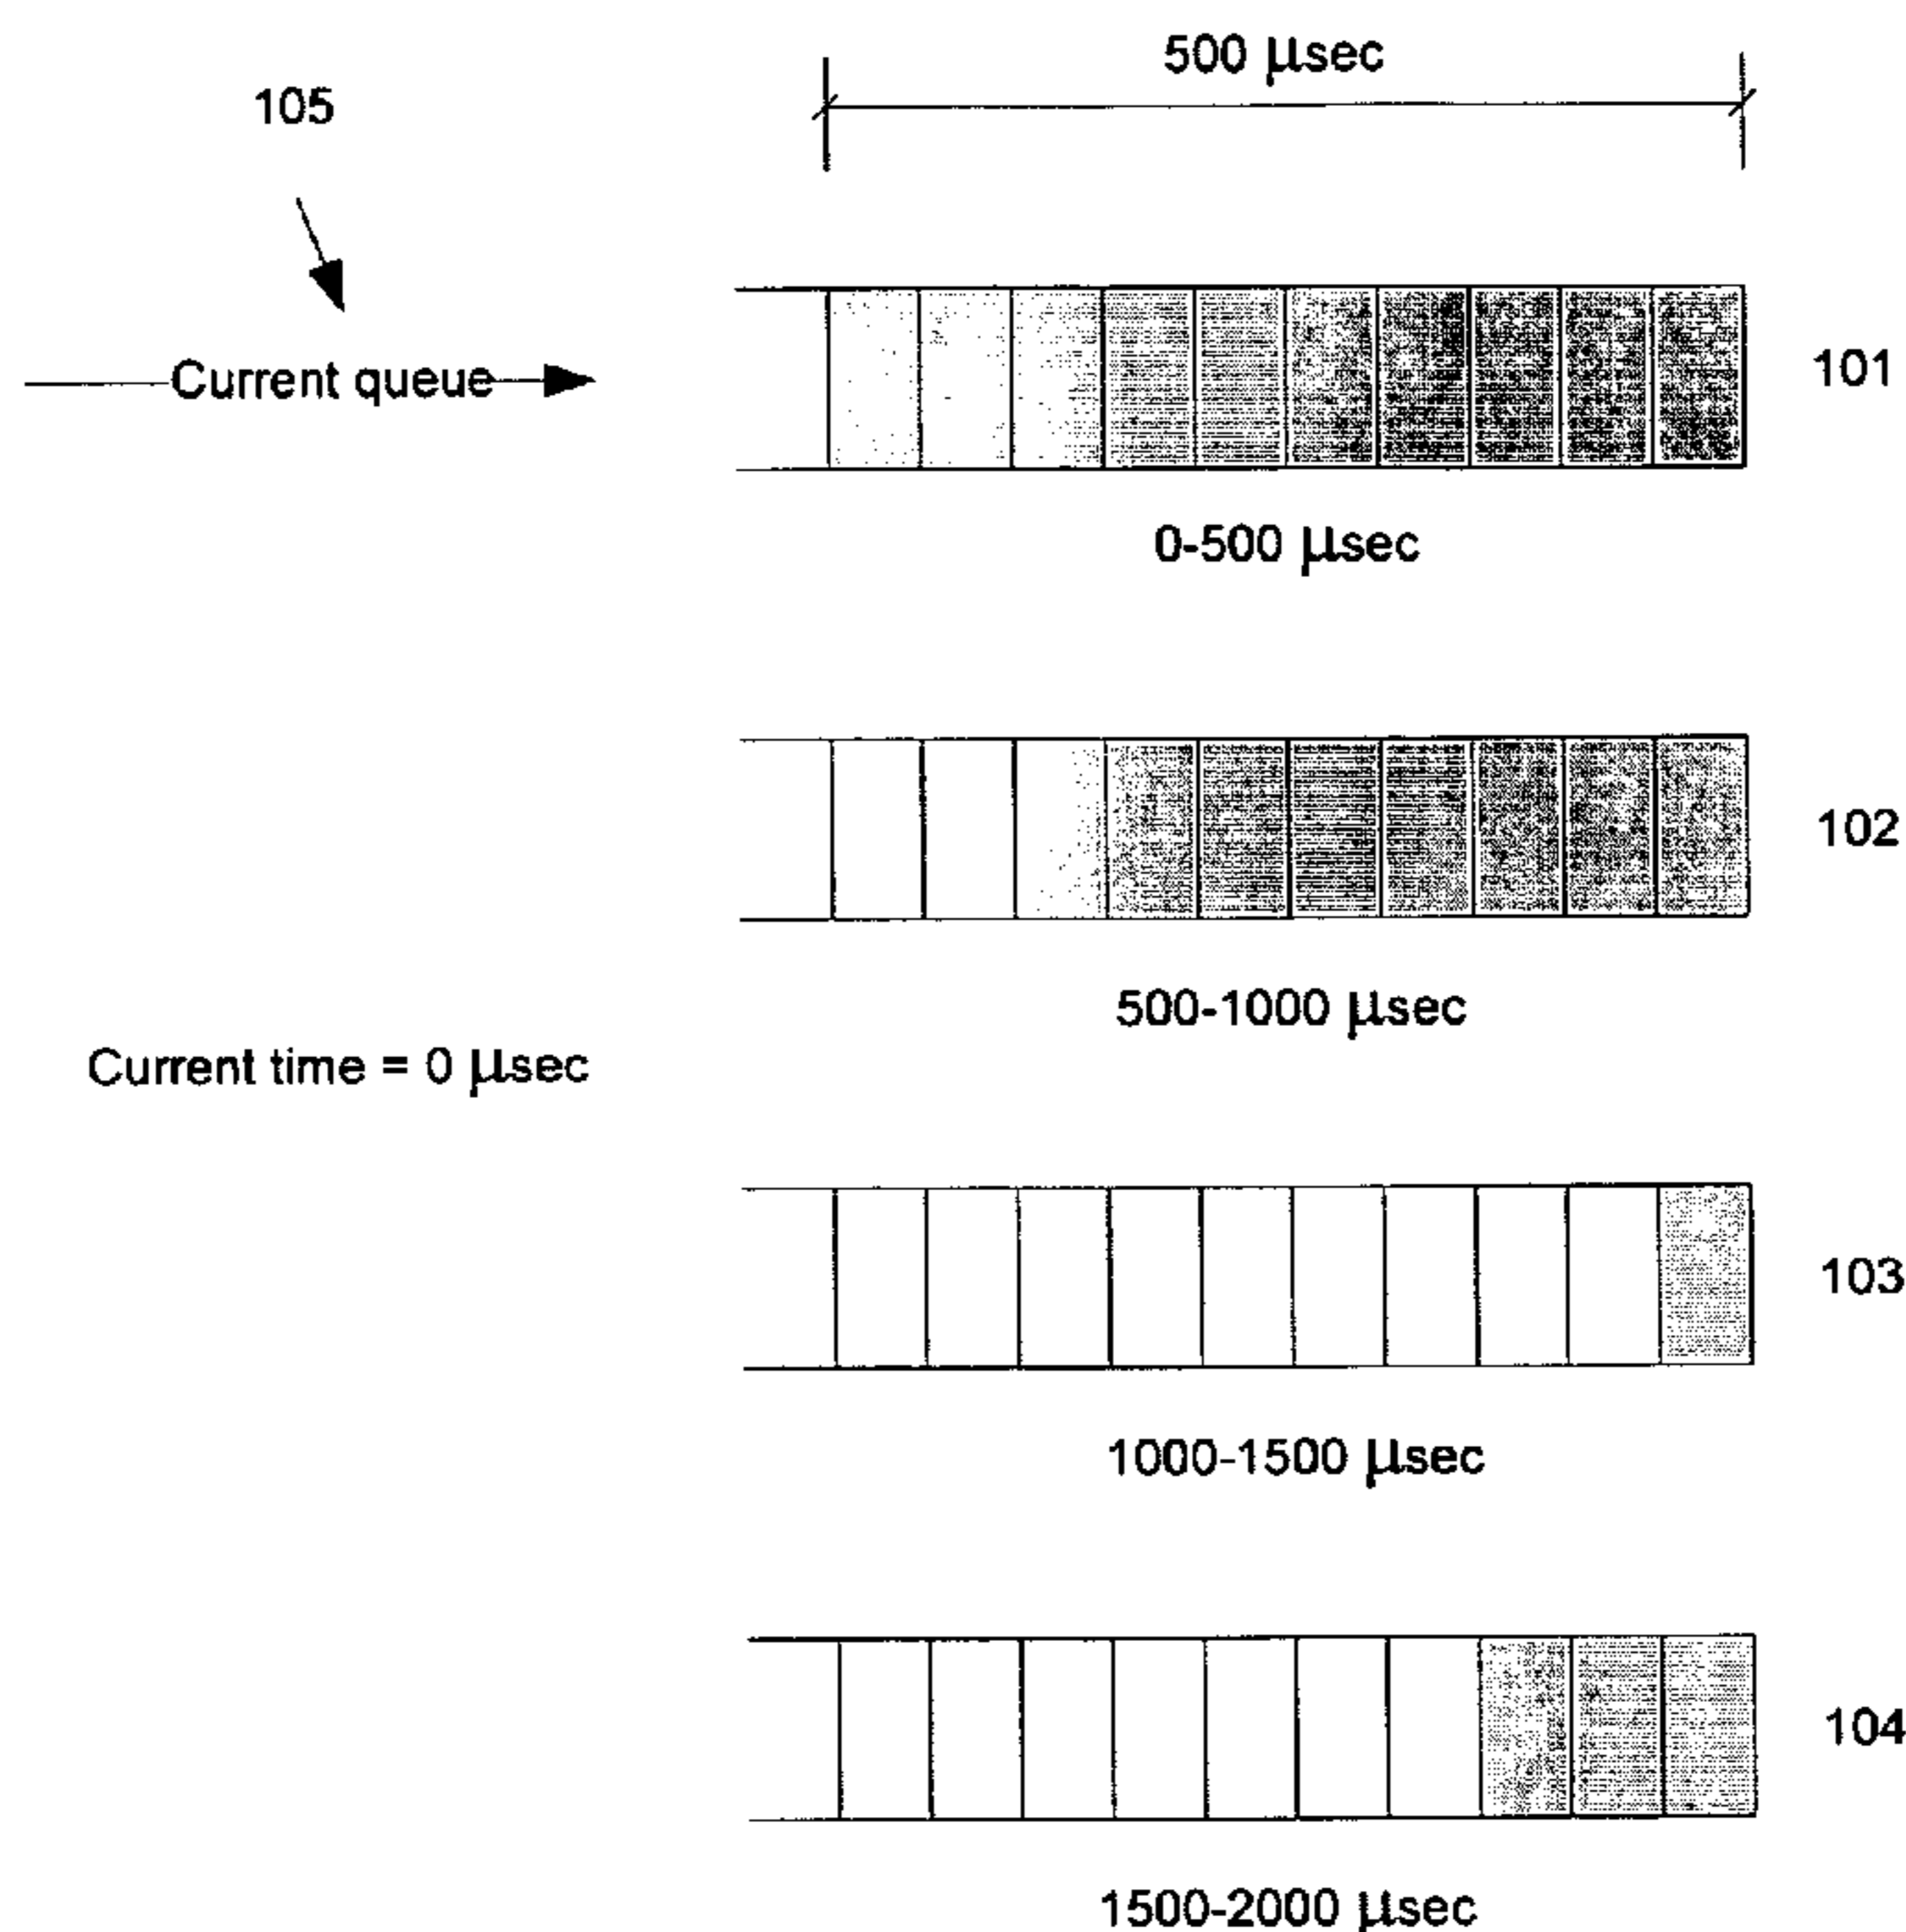 500 µsec
105
Current queue
101
0-500 µsec
102
500-1000 µsec
Current time = 0 µsec
103
1000-1500 µsec
104
1500-2000 µsec